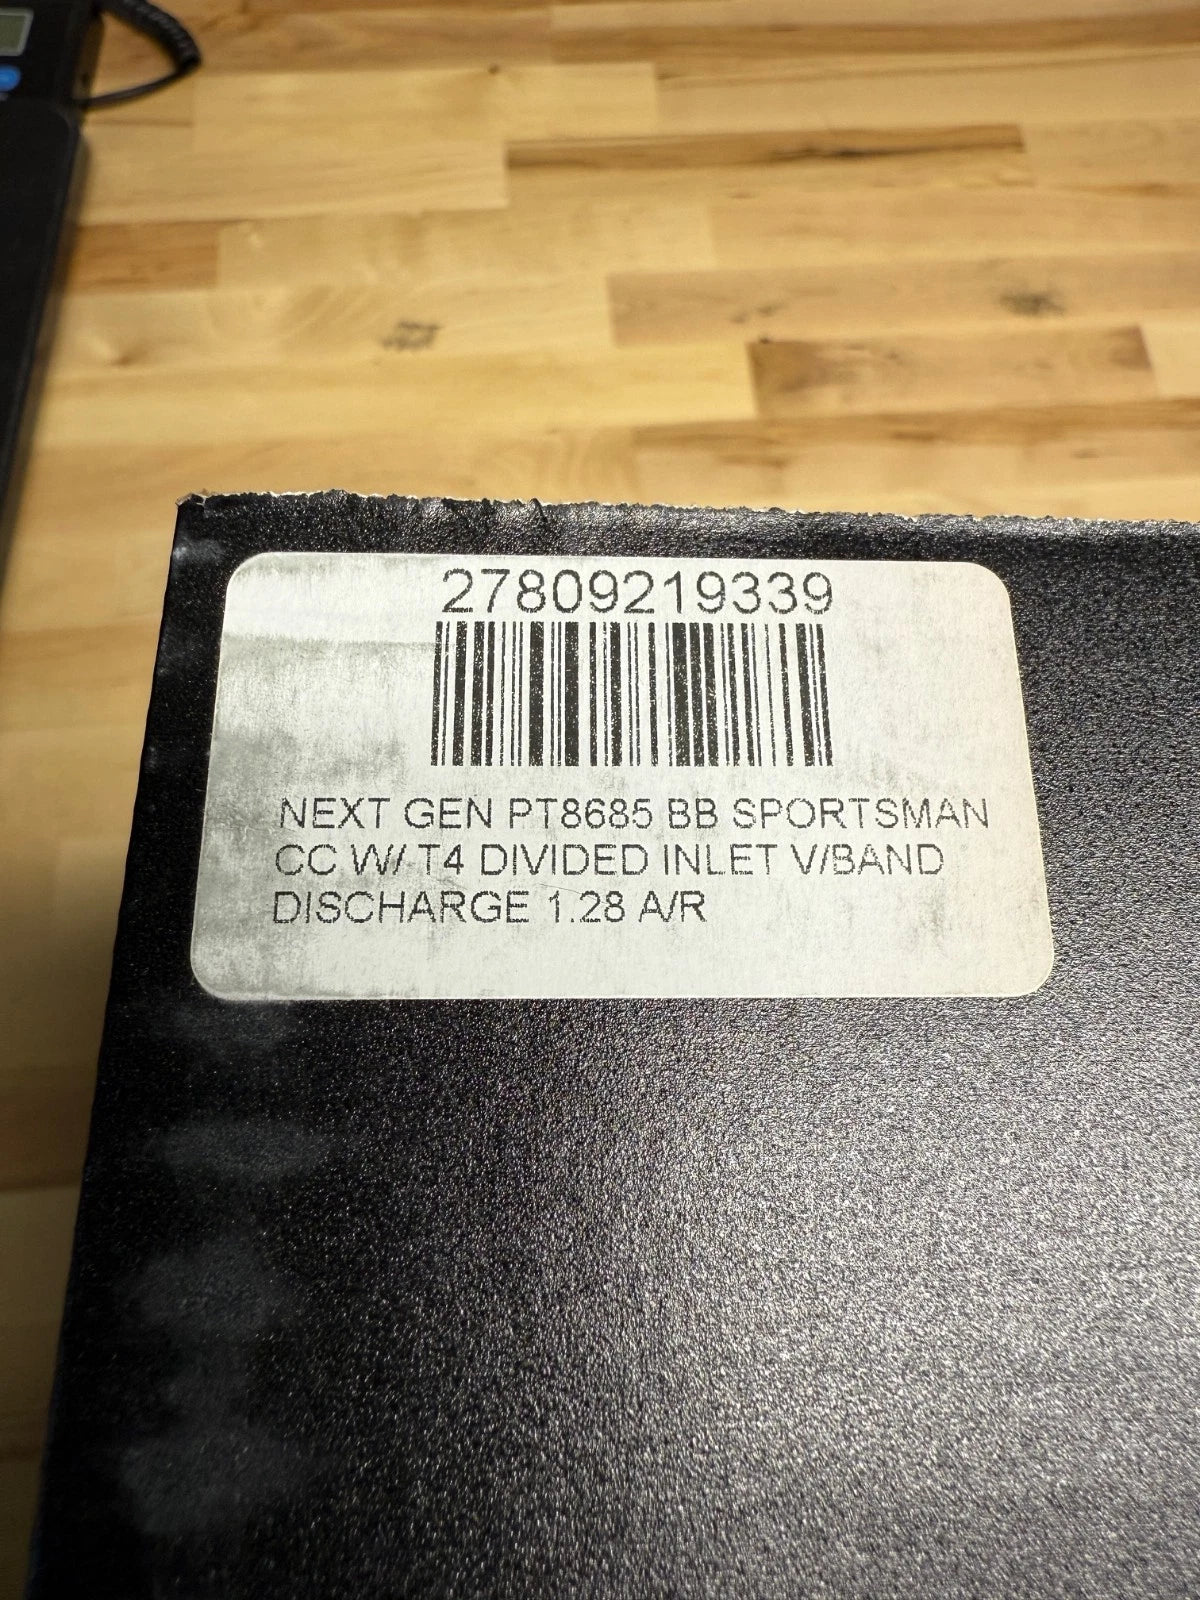 27809219339
NEXT GEN PT8685 BB SPORTSMAN
CC W/ T4 DIVIDED INLET V/BAND
DISCHARGE 1.28 A/R